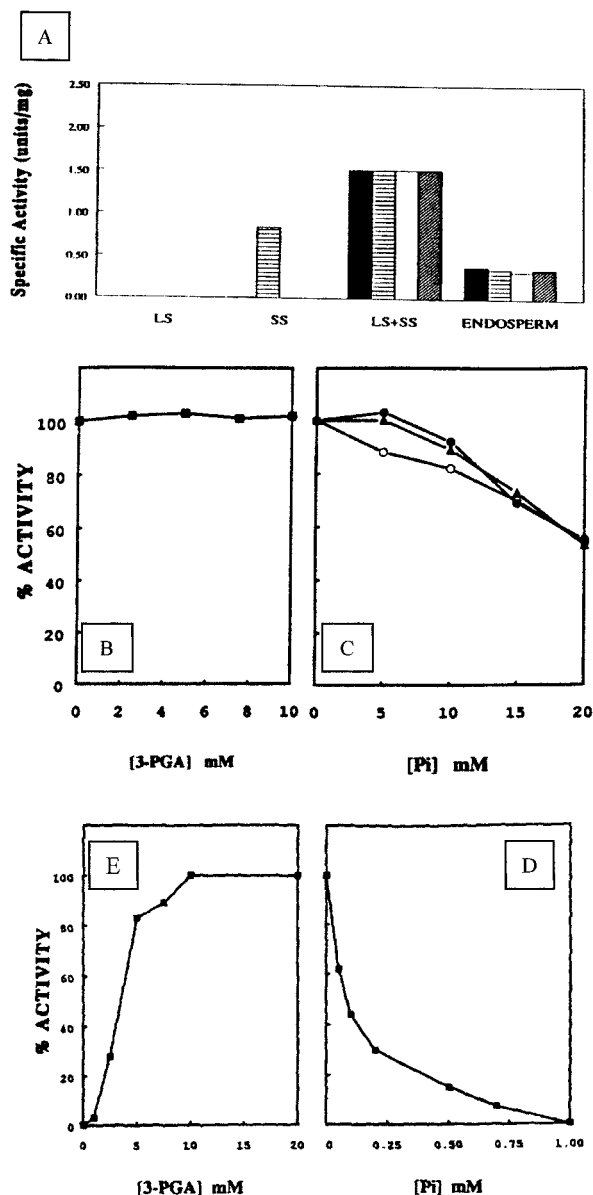 A
Specific Activity (units/mg)
2.50
2.00
1.50
1.00
0.50
0.00
LS
SS
LS+SS
ENDOSPERM
% ACTIVITY
100
80
60
40
20
0
B
0 2 4 6 8 10
[3-PGA] mM
C
0 5 10 15 20
[Pi] mM
% ACTIVITY
100
80
60
40
20
0
E
0 5 10 15 20
[3-PGA] mM
D
0 0.25 0.50 0.75 1.00
[Pi] mM